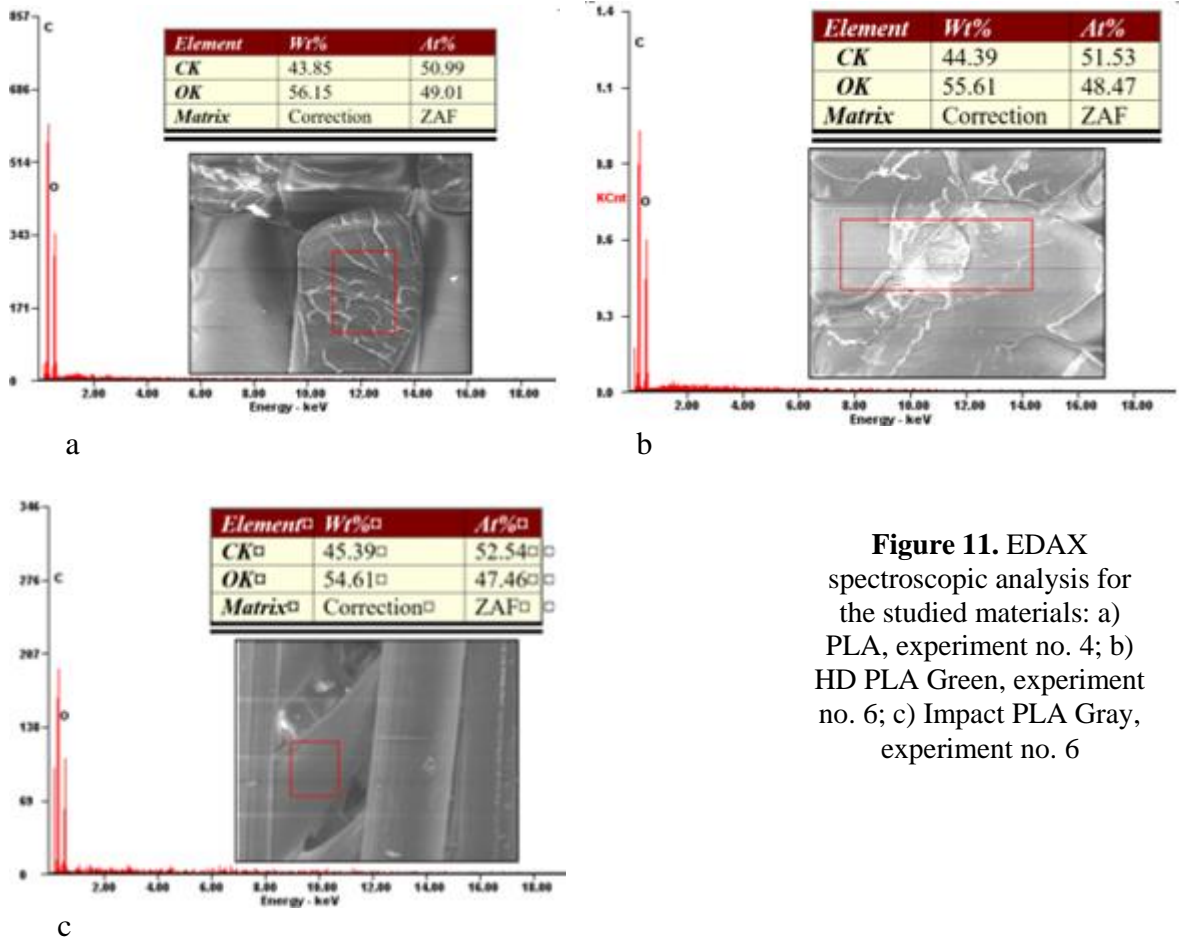 857
C
Element Wt% At%
CK 43.85 50.99
OK 56.15 49.01
Matrix Correction ZAF
686
514
O
343
171
0
2.00 4.00 6.00 8.00 10.00 12.00 14.00 16.00 18.00
Energy - keV
a
1.4
C
Element Wt% At%
CK 44.39 51.53
OK 55.61 48.47
Matrix Correction ZAF
1.1
0.8
KCnt
O
0.6
0.3
0.0
2.00 4.00 6.00 8.00 10.00 12.00 14.00 16.00 18.00
Energy - keV
b
346
Element¤ Wt%¤ At%¤
CK¤ 45.39¤ 52.54¤ ¤
OK¤ 54.61¤ 47.46¤ ¤
Matrix¤ Correction¤ ZAF¤ ¤
276
C
207
O
138
69
0
2.00 4.00 6.00 8.00 10.00 12.00 14.00 16.00 18.00
Energy - keV
c
Figure 11. EDAX
spectroscopic analysis for
the studied materials: a)
PLA, experiment no. 4; b)
HD PLA Green, experiment
no. 6; c) Impact PLA Gray,
experiment no. 6